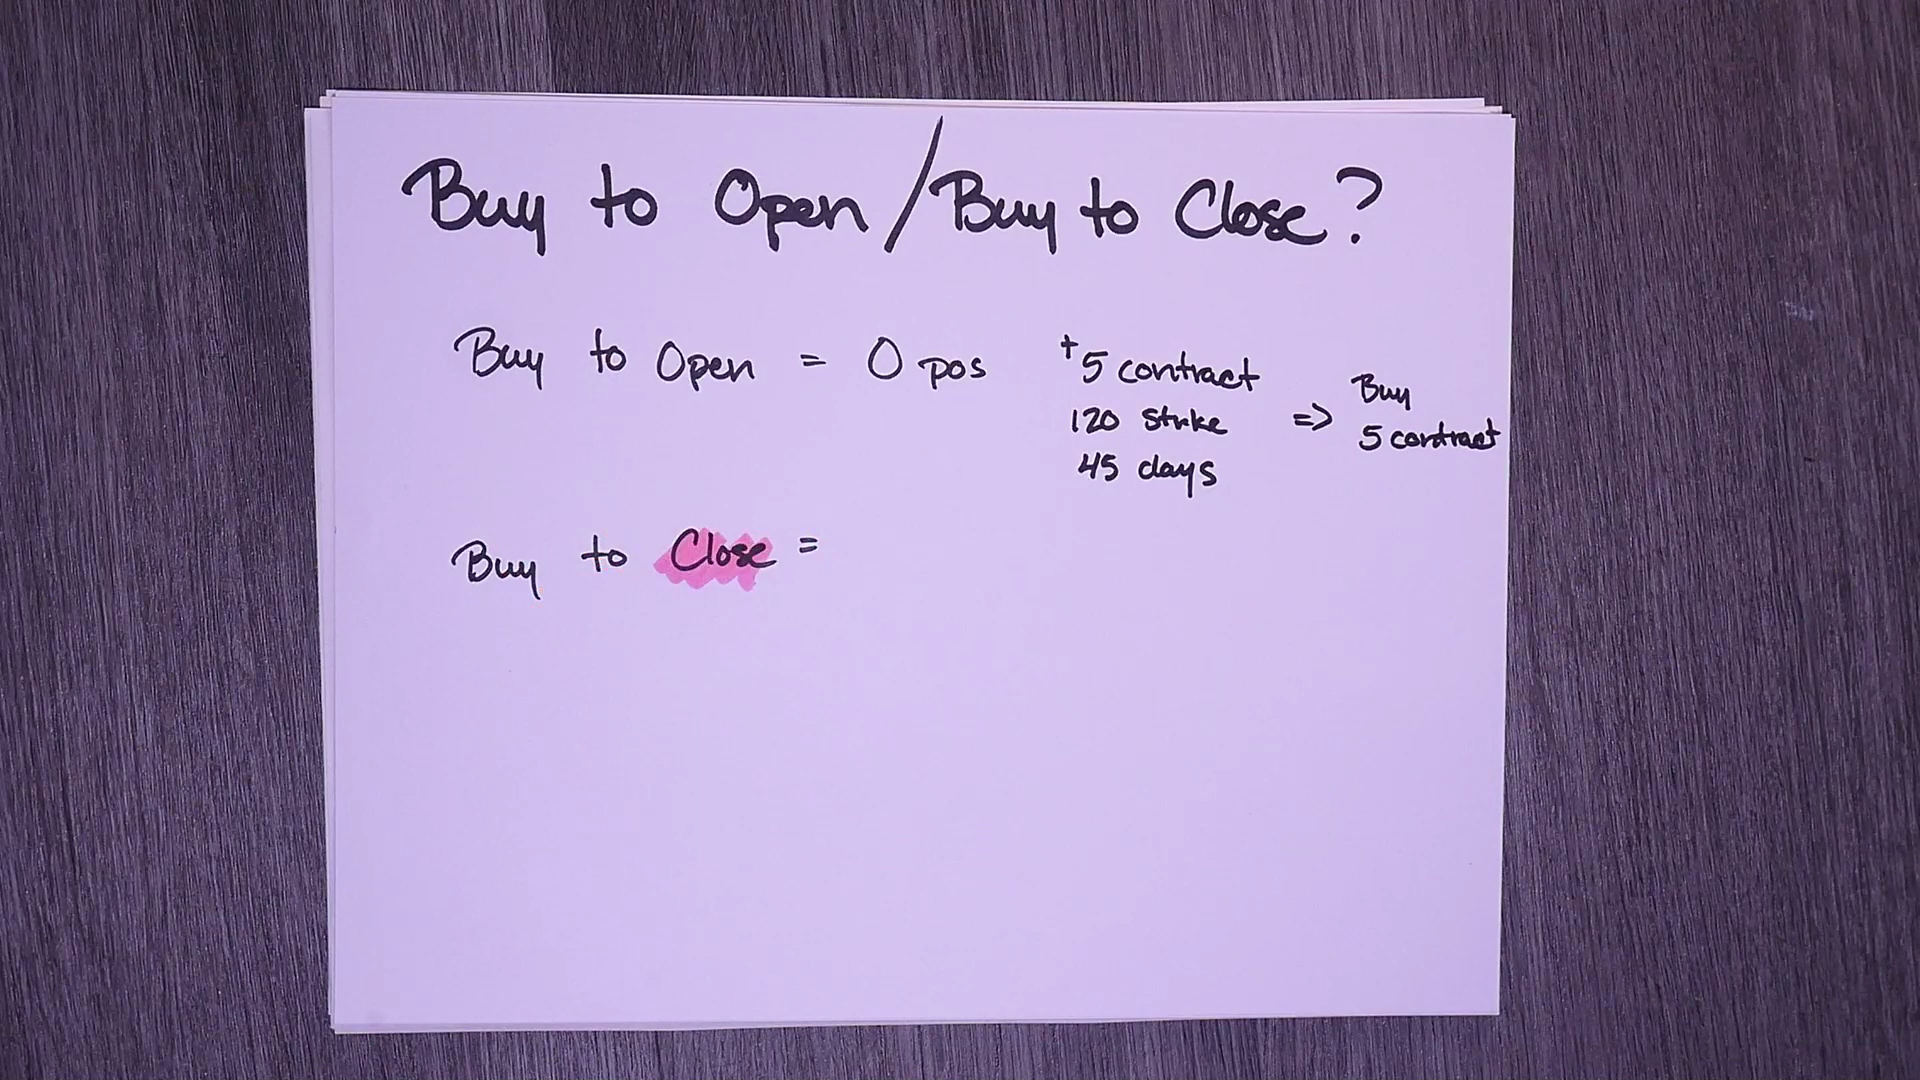 Buy to Open / Buy to Close?
Buy to Open = 0 pos
+5 contract
120 strike
45 days
=> Buy
5 contract
Buy to Close =